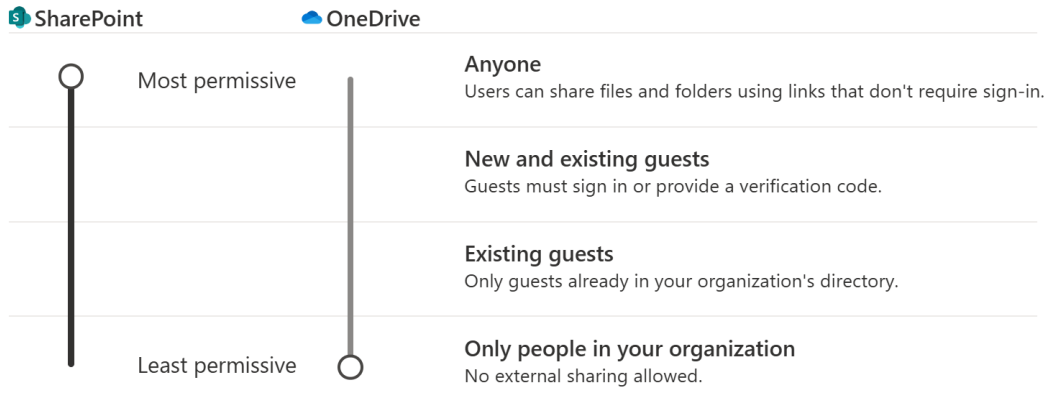 SharePoint
OneDrive
Most permissive
Anyone
Users can share files and folders using links that don't require sign-in.
New and existing guests
Guests must sign in or provide a verification code.
Existing guests
Only guests already in your organization's directory.
Least permissive
Only people in your organization
No external sharing allowed.